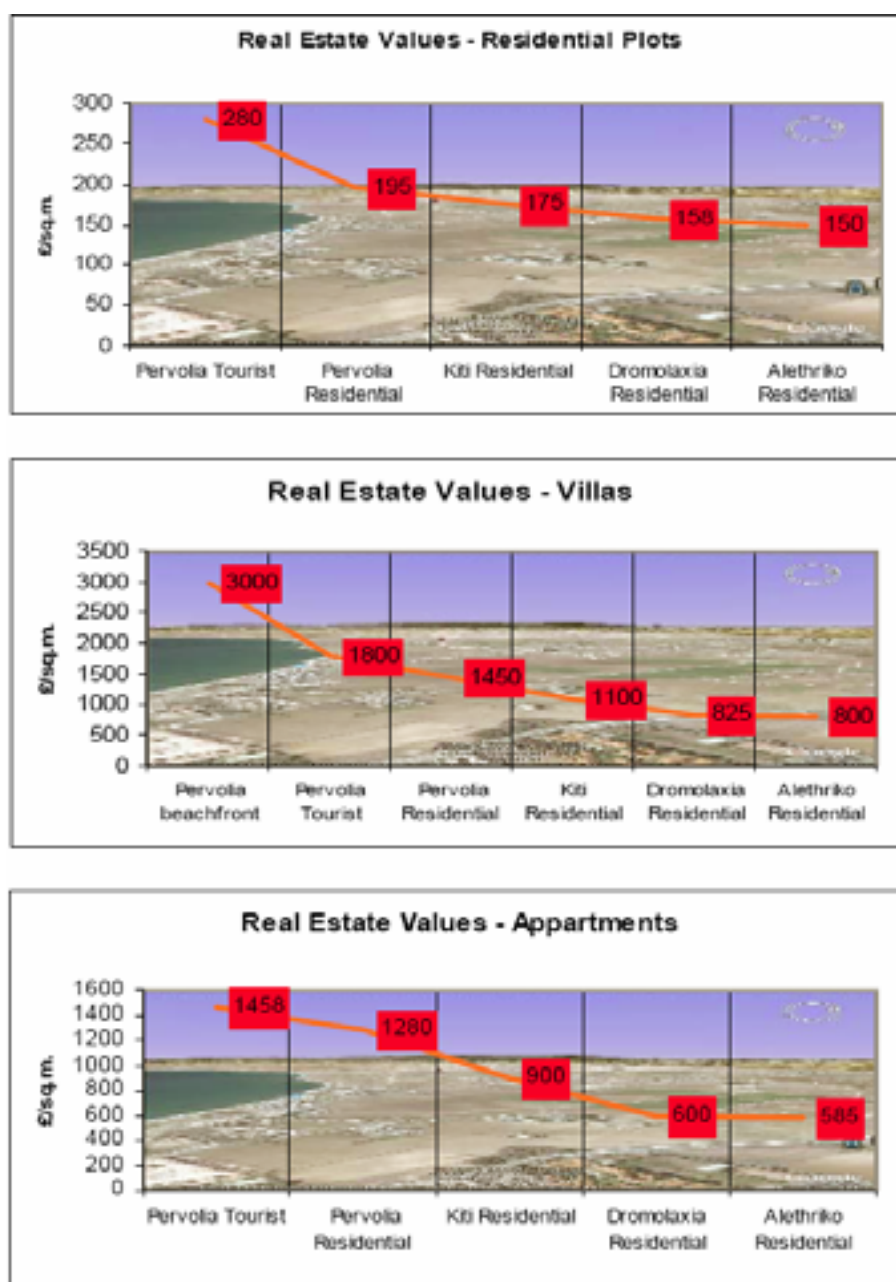 Real Estate Values - Residential Plots
£/sq.m.
300
250
200
150
100
50
0
280
195
175
158
150
Pervolia Tourist
Pervolia
Residential
Kiti Residential
Dromolaxia
Residential
Alethriko
Residential
Real Estate Values - Villas
£/sq.m.
3500
3000
2500
2000
1500
1000
500
0
3000
1800
1450
1100
825
800
Pervolia
beachfront
Pervolia
Tourist
Pervolia
Residential
Kiti
Residential
Dromolaxia
Residential
Alethriko
Residential
Real Estate Values - Appartments
£/sq.m.
1600
1400
1200
1000
800
600
400
200
0
1458
1280
900
600
585
Pervolia Tourist
Pervolia
Residential
Kiti Residential
Dromolaxia
Residential
Alethriko
Residential